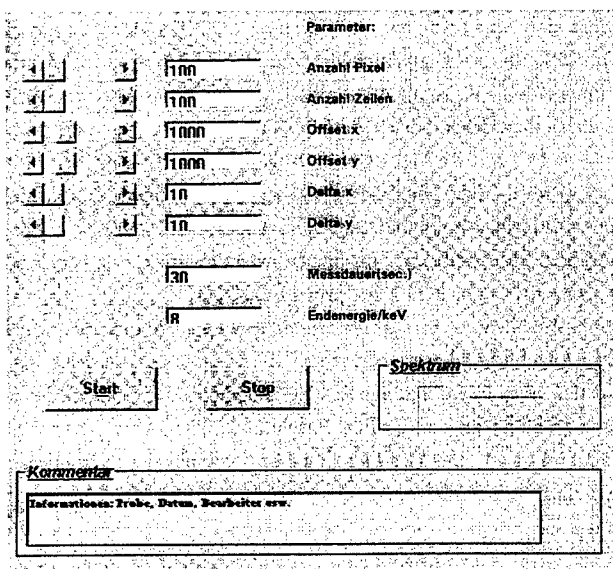 Parameter:
100 Anzahl Pixel
100 Anzahl Zeilen
1000 Offset x
1000 Offset y
10 Delta x
10 Delta y
30 Messdauer(sec.)
8 Endenergie/keV
Start Stop Spektrum
Kommentar
Informationen: Probe, Datum, Bearbeiter usw.